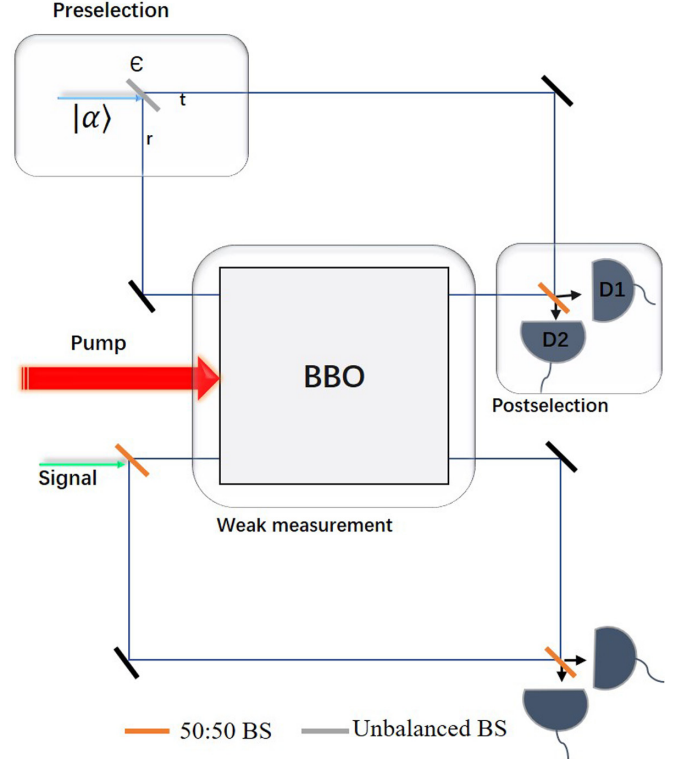 Preselection
Є
|α⟩
t
r
Pump
BBO
D1
D2
Postselection
Signal
Weak measurement
50:50 BS
Unbalanced BS